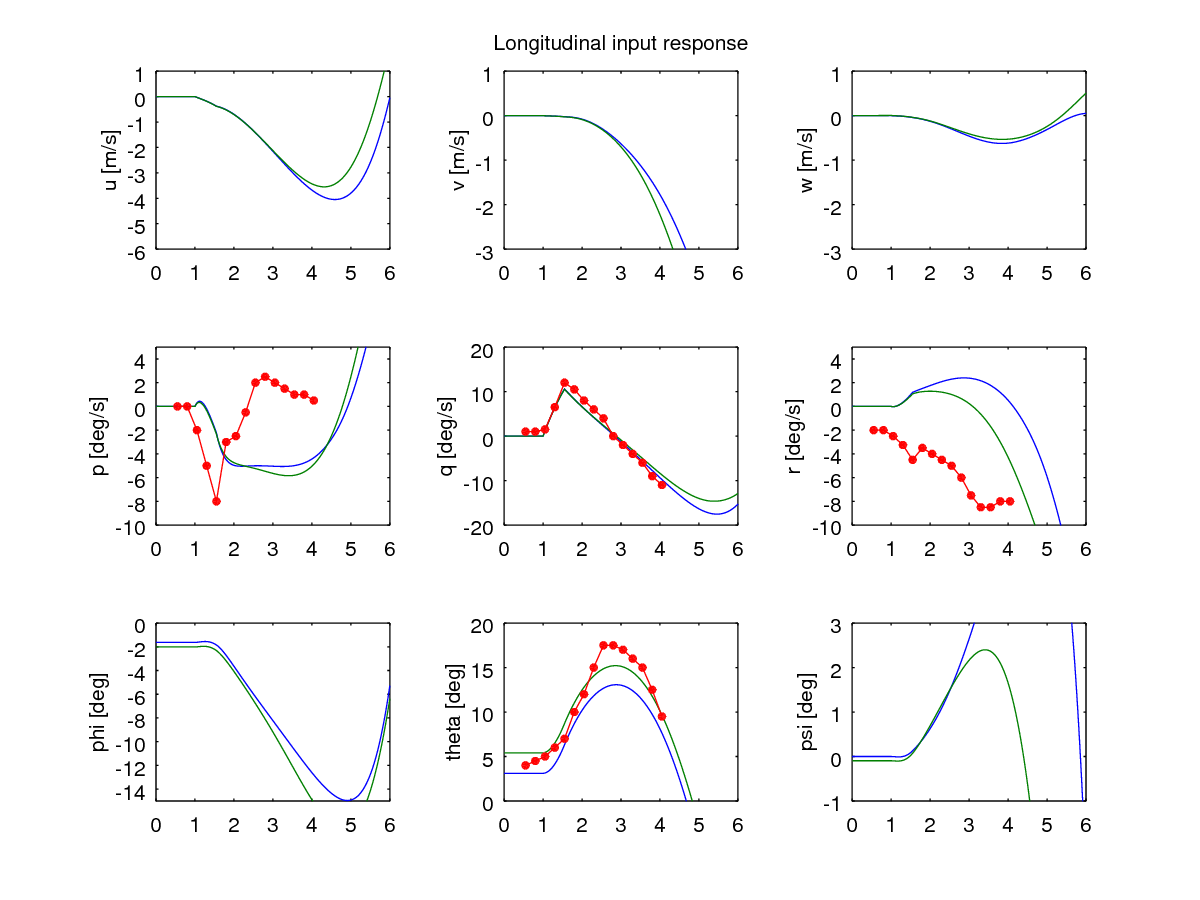 Longitudinal input response
1 1 1
0 0 0
-1 -1 -1
-2 -2 -2
-3 -3 -3
-4
-5
-6
u [m/s] v [m/s] w [m/s]
0 1 2 3 4 5 6 0 1 2 3 4 5 6 0 1 2 3 4 5 6
4 20 4
2 10 2
0 0 0
-2 -10 -2
-4 -20 -4
-6 -6
-8 -8
-10 -10
p [deg/s] q [deg/s] r [deg/s]
0 1 2 3 4 5 6 0 1 2 3 4 5 6 0 1 2 3 4 5 6
0 20 3
-2 15 2
-4 10 1
-6 5 0
-8 0 -1
-10
-12
-14
phi [deg] theta [deg] psi [deg]
0 1 2 3 4 5 6 0 1 2 3 4 5 6 0 1 2 3 4 5 6